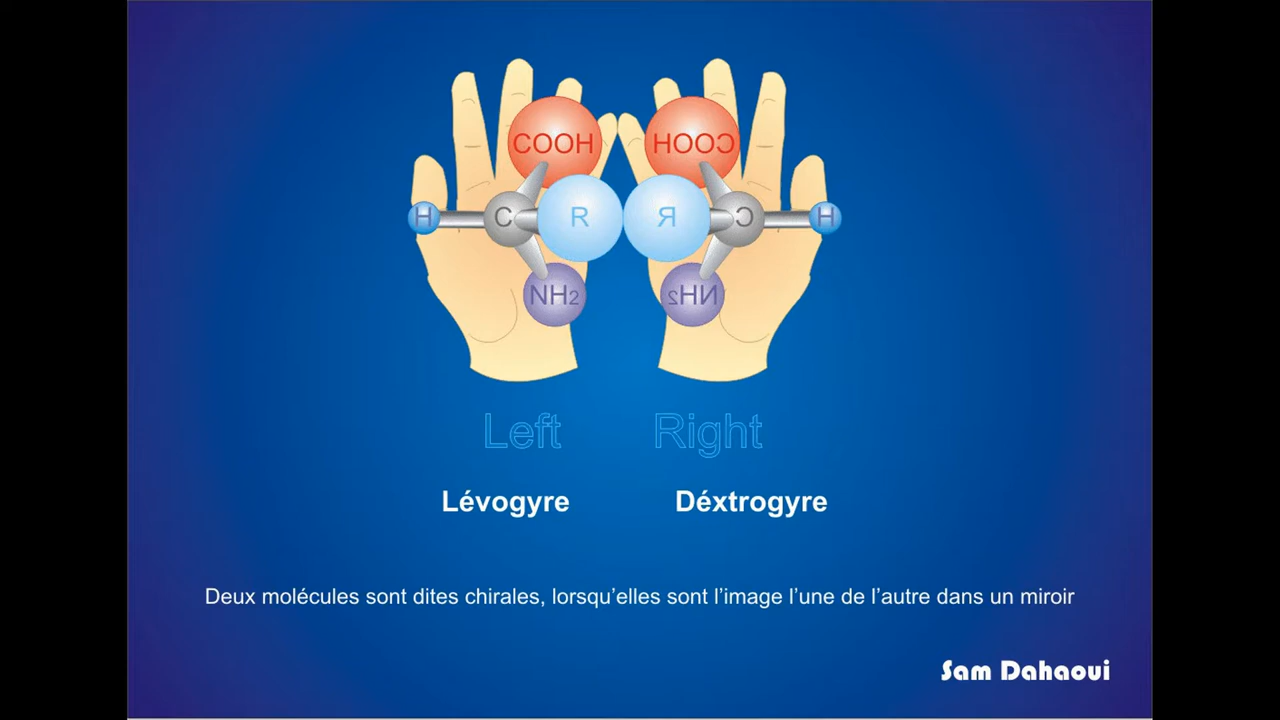 COOH HOOC
H C R R C H
NH2 NH2
Left Right
Lévogyre Déxtrogyre
Deux molécules sont dites chirales, lorsqu’elles sont l’image l’une de l’autre dans un miroir
Sam Dahaoui